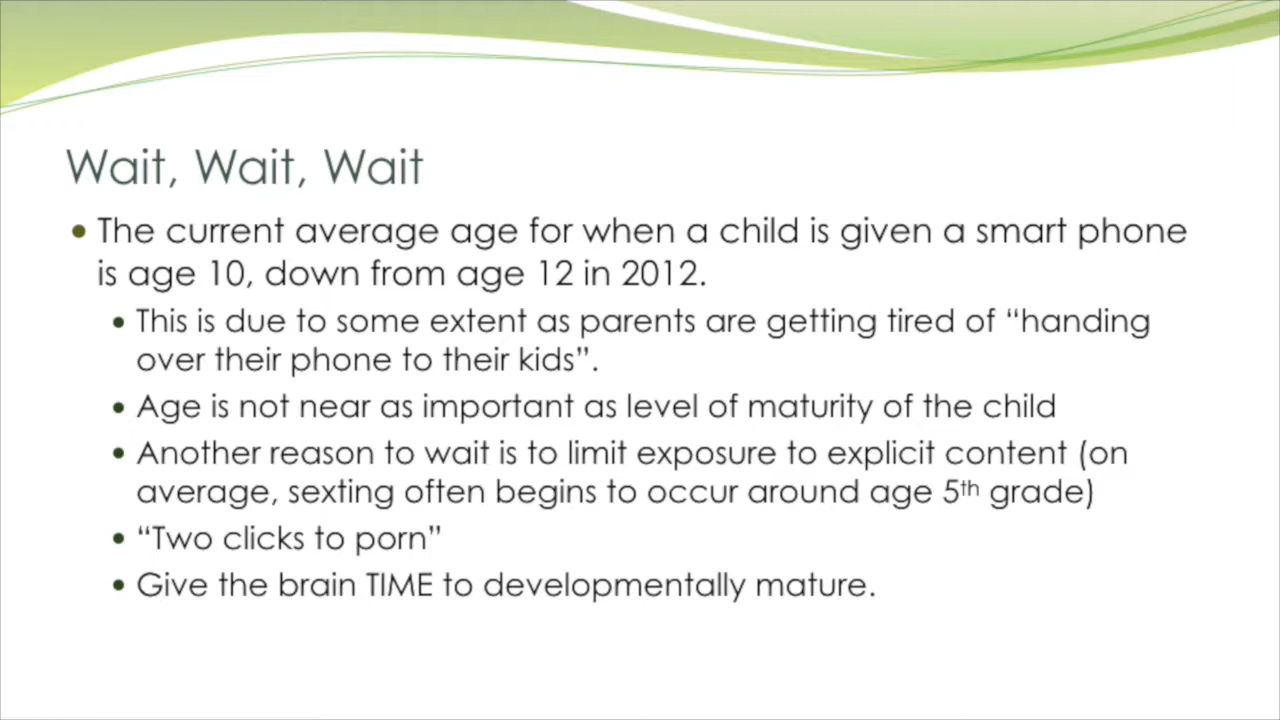 Wait, Wait, Wait
• The current average age for when a child is given a smart phone
is age 10, down from age 12 in 2012.
• This is due to some extent as parents are getting tired of “handing
over their phone to their kids”.
• Age is not near as important as level of maturity of the child
• Another reason to wait is to limit exposure to explicit content (on
average, sexting often begins to occur around age 5th grade)
• “Two clicks to porn”
• Give the brain TIME to developmentally mature.